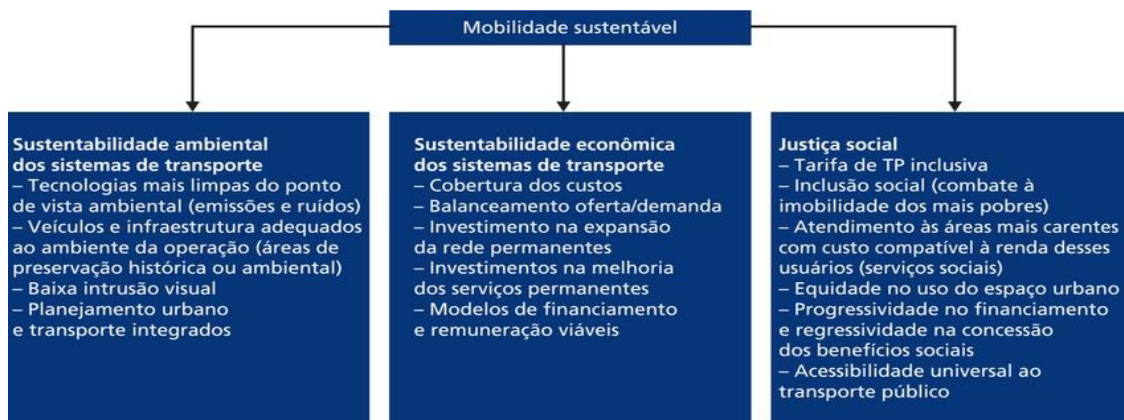 Mobilidade sustentável
Sustentabilidade ambiental
dos sistemas de transporte
– Tecnologias mais limpas do ponto
de vista ambiental (emissões e ruídos)
– Veículos e infraestrutura adequados
ao ambiente da operação (áreas de
preservação histórica ou ambiental)
– Baixa intrusão visual
– Planejamento urbano
e transporte integrados
Sustentabilidade econômica
dos sistemas de transporte
– Cobertura dos custos
– Balanceamento oferta/demanda
– Investimento na expansão
da rede permanentes
– Investimentos na melhoria
dos serviços permanentes
– Modelos de financiamento
e remuneração viáveis
Justiça social
– Tarifa de TP inclusiva
– Inclusão social (combate à
imobilidade dos mais pobres)
– Atendimento às áreas mais carentes
com custo compatível à renda desses
usuários (serviços sociais)
– Equidade no uso do espaço urbano
– Progressividade no financiamento
e regressividade na concessão
dos benefícios sociais
– Acessibilidade universal ao
transporte público